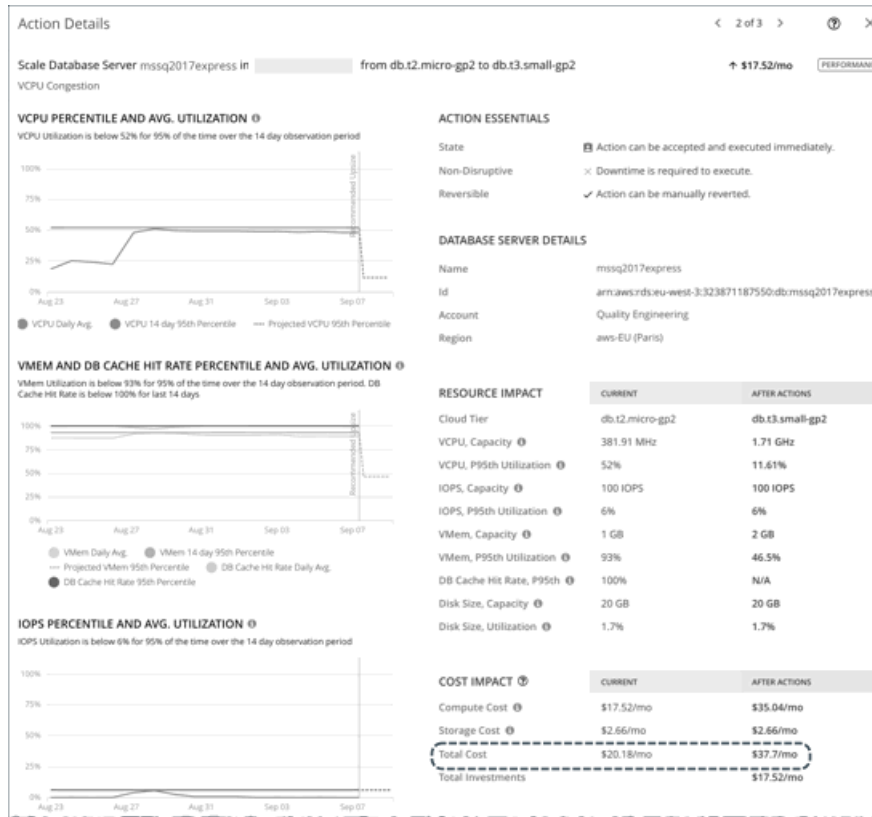 Action Details
< 2 of 3 >
Scale Database Server mssq2017express in from db.t2.micro-gp2 to db.t3.small-gp2
↑ $17.52/mo
PERFORMAN
VCPU Congestion
VCPU PERCENTILE AND AVG. UTILIZATION
VCPU Utilization is below 52% for 95% of the time over the 14 day observation period
100%
75%
50%
25%
0%
Recommended Upsize
Aug 23 Aug 27 Aug 31 Sep 03 Sep 07
VCPU Daily Avg. VCPU 14 day 95th Percentile Projected VCPU 95th Percentile
VMEM AND DB CACHE HIT RATE PERCENTILE AND AVG. UTILIZATION
VMem Utilization is below 93% for 95% of the time over the 14 day observation period. DB
Cache Hit Rate is below 100% for last 14 days
100%
75%
50%
25%
0%
Recommended Upsize
Aug 23 Aug 27 Aug 31 Sep 03 Sep 07
VMem Daily Avg. VMem 14 day 95th Percentile
Projected VMem 95th Percentile DB Cache Hit Rate Daily Avg.
DB Cache Hit Rate 95th Percentile
IOPS PERCENTILE AND AVG. UTILIZATION
IOPS Utilization is below 6% for 95% of the time over the 14 day observation period
100%
75%
50%
25%
0%
Aug 23 Aug 27 Aug 31 Sep 03 Sep 07
ACTION ESSENTIALS
State Action can be accepted and executed immediately.
Non-Disruptive × Downtime is required to execute.
Reversible ✓ Action can be manually reverted.
DATABASE SERVER DETAILS
Name mssq2017express
Id arn:aws:rds:eu-west-3:323871187550:db:mssq2017express
Account Quality Engineering
Region aws-EU (Paris)
RESOURCE IMPACT CURRENT AFTER ACTIONS
Cloud Tier db.t2.micro-gp2 db.t3.small-gp2
VCPU, Capacity 381.91 MHz 1.71 GHz
VCPU, P95th Utilization 52% 11.61%
IOPS, Capacity 100 IOPS 100 IOPS
IOPS, P95th Utilization 6% 6%
VMem, Capacity 1 GB 2 GB
VMem, P95th Utilization 93% 46.5%
DB Cache Hit Rate, P95th 100% N/A
Disk Size, Capacity 20 GB 20 GB
Disk Size, Utilization 1.7% 1.7%
COST IMPACT CURRENT AFTER ACTIONS
Compute Cost $17.52/mo $35.04/mo
Storage Cost $2.66/mo $2.66/mo
Total Cost $20.18/mo $37.7/mo
Total Investments $17.52/mo